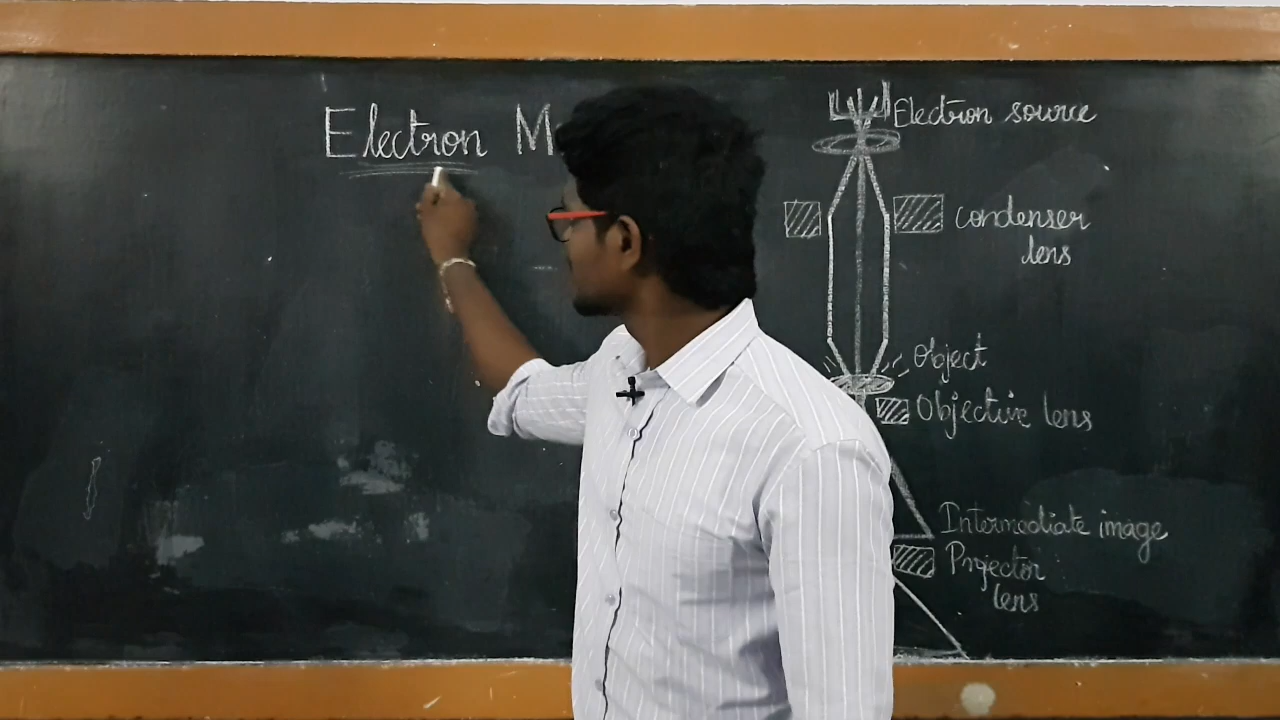 Electron M
Electron source
condenser
lens
Object
Objective lens
Intermediate image
Projector
lens